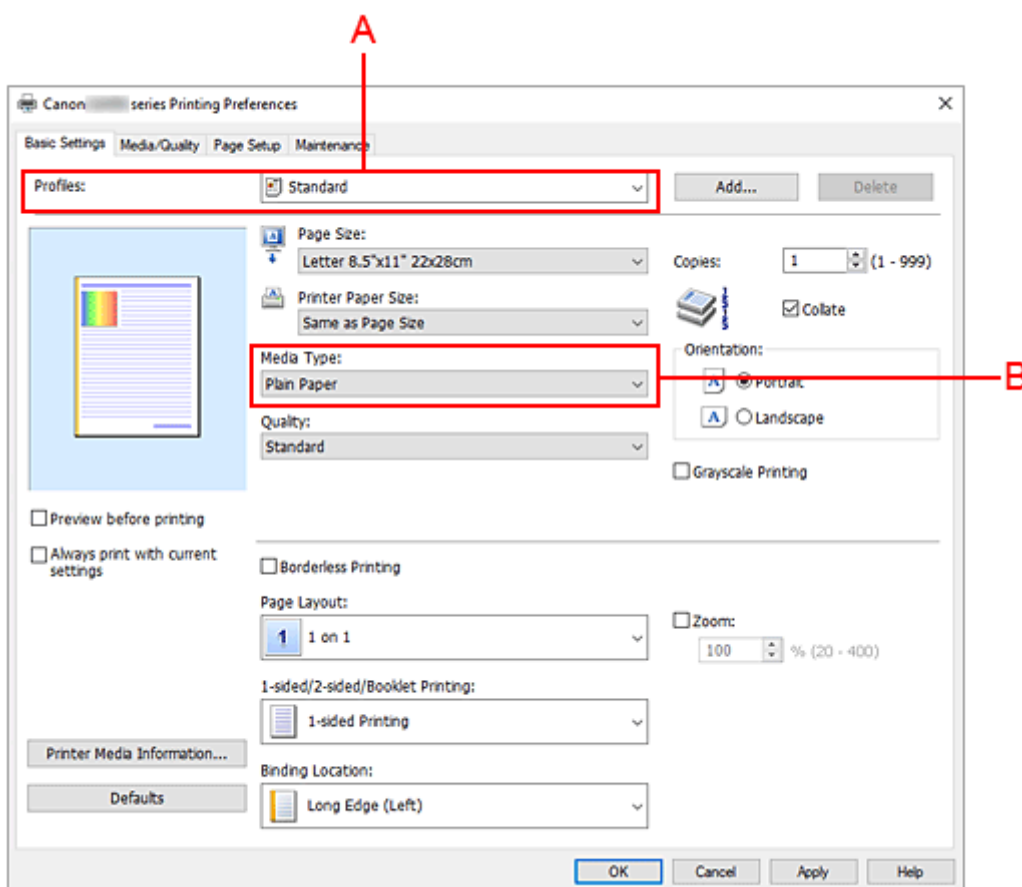 A
Canon series Printing Preferences
Basic Settings Media/Quality Page Setup Maintenance
Profiles: Standard Add... Delete
Page Size:
Letter 8.5"x11" 22x28cm
Copies: 1 (1 - 999)
Printer Paper Size:
Same as Page Size
Collate
Media Type:
Plain Paper
B
Orientation:
A Portrait
A Landscape
Quality:
Standard
Grayscale Printing
Preview before printing
Always print with current
settings
Borderless Printing
Page Layout:
1 1 on 1
Zoom:
100 % (20 - 400)
1-sided/2-sided/Booklet Printing:
1-sided Printing
Printer Media Information...
Binding Location:
Defaults
Long Edge (Left)
OK Cancel Apply Help